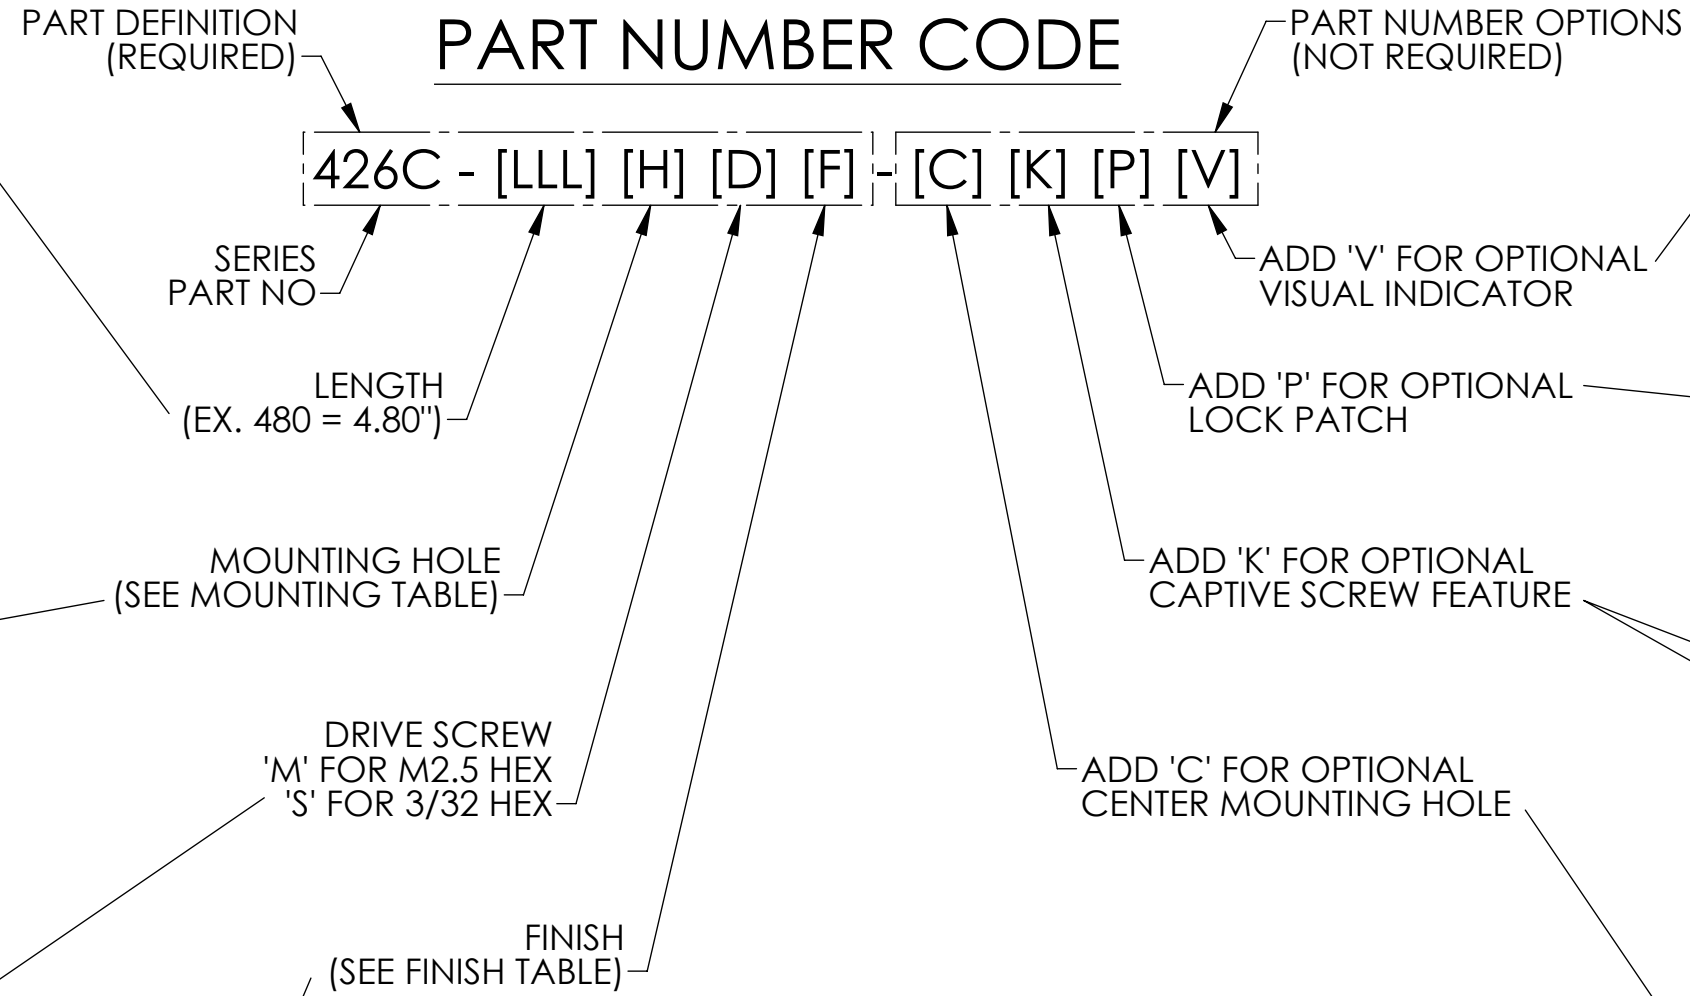 PART NUMBER CODE
PART DEFINITION
(REQUIRED)
PART NUMBER OPTIONS
(NOT REQUIRED)
426C - [LLL] [H] [D] [F] - [C] [K] [P] [V]
SERIES
PART NO
ADD 'V' FOR OPTIONAL
VISUAL INDICATOR
LENGTH
(EX. 480 = 4.80")
ADD 'P' FOR OPTIONAL
LOCK PATCH
MOUNTING HOLE
(SEE MOUNTING TABLE)
ADD 'K' FOR OPTIONAL
CAPTIVE SCREW FEATURE
DRIVE SCREW
'M' FOR M2.5 HEX
'S' FOR 3/32 HEX
ADD 'C' FOR OPTIONAL
CENTER MOUNTING HOLE
FINISH
(SEE FINISH TABLE)